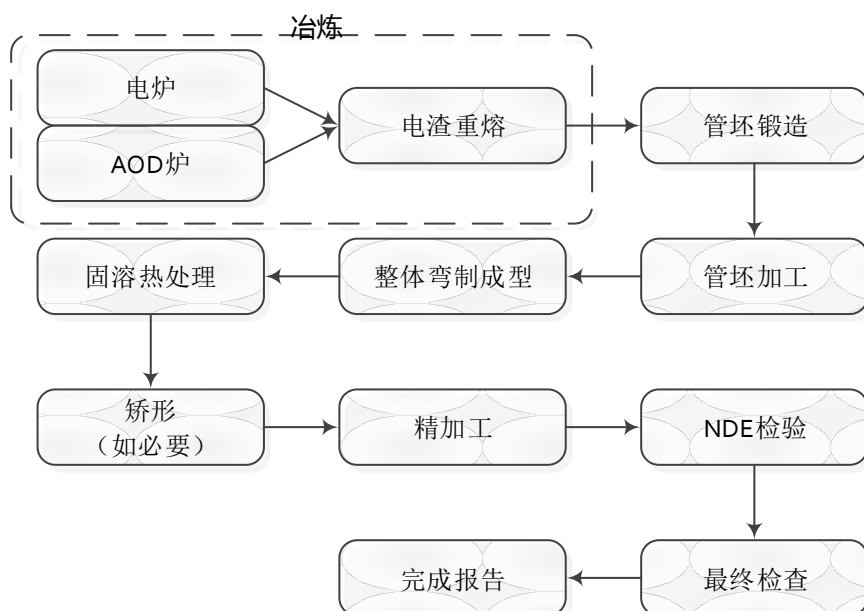 冶炼
电炉
AOD炉
电渣重熔
管坯锻造
管坯加工
整体弯制成型
固溶热处理
矫形
（如必要）
精加工
NDE检验
最终检查
完成报告